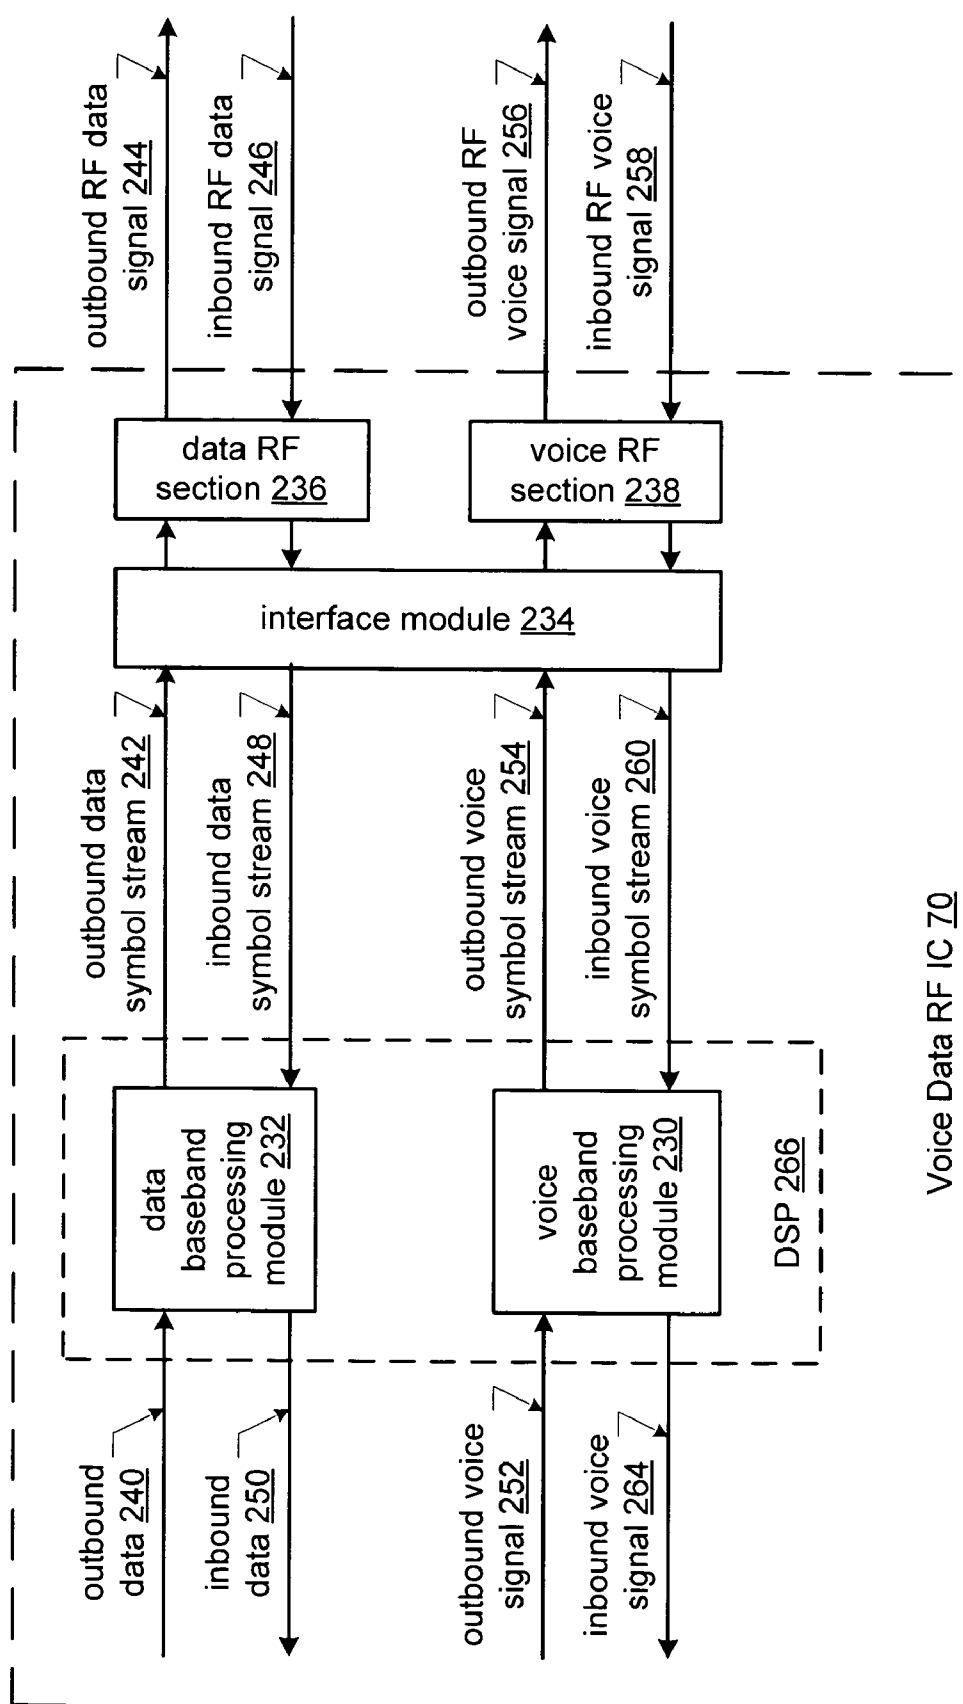 outbound RF data
signal 244
inbound RF data
signal 246
outbound RF
voice signal 256
inbound RF voice
signal 258
data RF
section 236
voice RF
section 238
interface module 234
outbound data
symbol stream 242
inbound data
symbol stream 248
outbound voice
symbol stream 254
inbound voice
symbol stream 260
data
baseband
processing
module 232
voice
baseband
processing
module 230
DSP 266
outbound
data 240
inbound
data 250
outbound voice
signal 252
inbound voice
signal 264
Voice Data RF IC 70